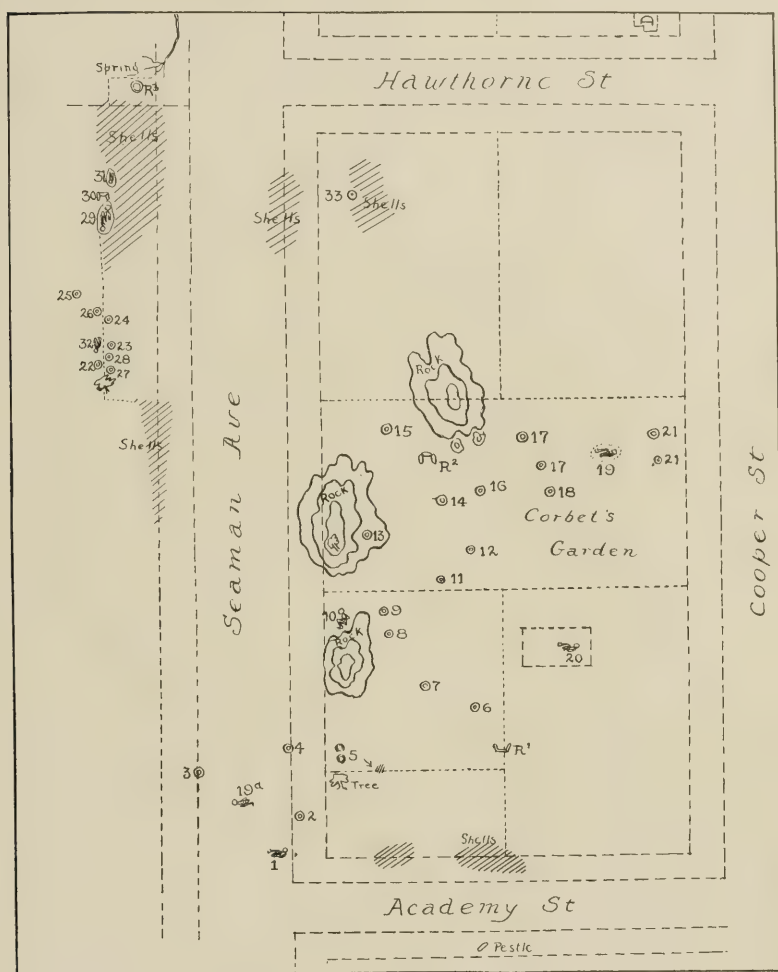 Hawthorne St
Spring
R³
Shells
31
30
29
33
Shells
Shells
25
26
24
32
23
28
22
27
Shells
Seaman Ave
Rock
15
17
21
R²
17
19
21
16
18
14
Rock
Corbet's
13
12
Garden
11
Cooper St
10
9
8
Rock
20
7
6
4
5
R¹
3
19a
Tree
2
1
Shells
Academy St
Pestle